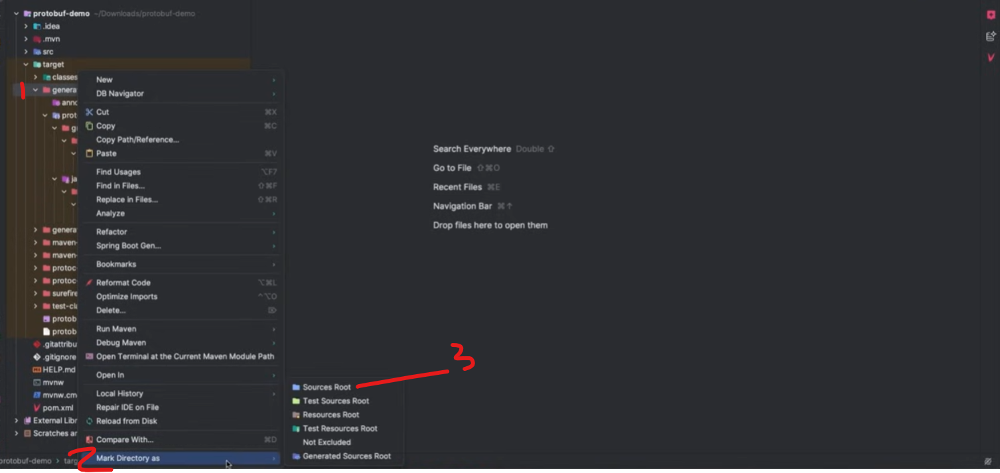 protobuf-demo ~/Downloads/protobuf-demo
.idea
.mvn
src
target
classes
1
genera
anno
prot
g
ja
genera
maven-
maven-
protoc
protoc
surefire
test-cla
protob
protob
.gitattribu
.gitignore
HELP.md
mvnw
mvnw.cm
pom.xml
External Libr
Scratches ar
protobuf-demo > targ
2
New
DB Navigator
Cut ⌘X
Copy ⌘C
Copy Path/Reference...
Paste ⌘V
Find Usages ⌥F7
Find in Files... ⇧⌘F
Replace in Files... ⇧⌘R
Analyze
Refactor
Spring Boot Gen...
Bookmarks
Reformat Code ⌥⌘L
Optimize Imports ^⌥O
Delete... ⌦
Run Maven
Debug Maven
Open Terminal at the Current Maven Module Path
Open In
Local History
Repair IDE on File
Reload from Disk
Compare With... ⌘D
Mark Directory as
3
Sources Root
Test Sources Root
Resources Root
Test Resources Root
Not Excluded
Generated Sources Root
Search Everywhere Double ⇧
Go to File ⇧⌘O
Recent Files ⌘E
Navigation Bar ⌘↑
Drop files here to open them